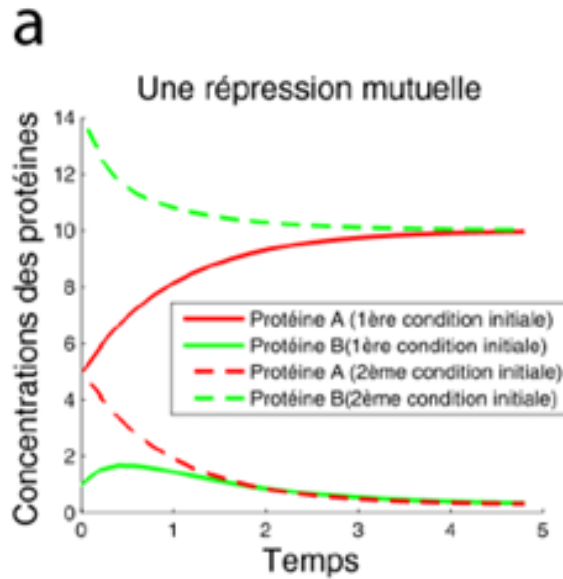 a
Une répression mutuelle
Concentrations des protéines
14
12
10
8
6
4
2
0
Protéine A (1ère condition initiale)
Protéine B(1ère condition initiale)
Protéine A (2ème condition initiale)
Protéine B(2ème condition initiale)
0 1 2 3 4 5
Temps